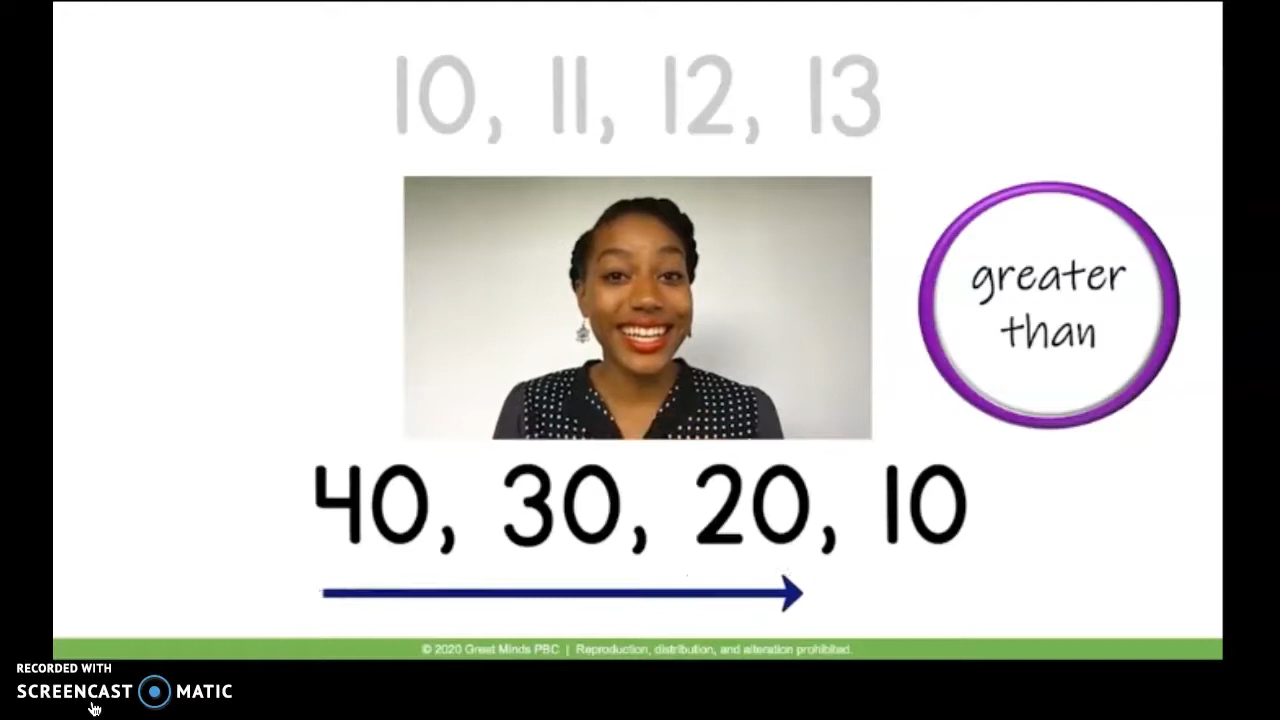 10, 11, 12, 13
greater
than
40, 30, 20, 10
© 2020 Great Minds PBC | Reproduction, distribution, and alteration prohibited.
RECORDED WITH
SCREENCAST MATIC